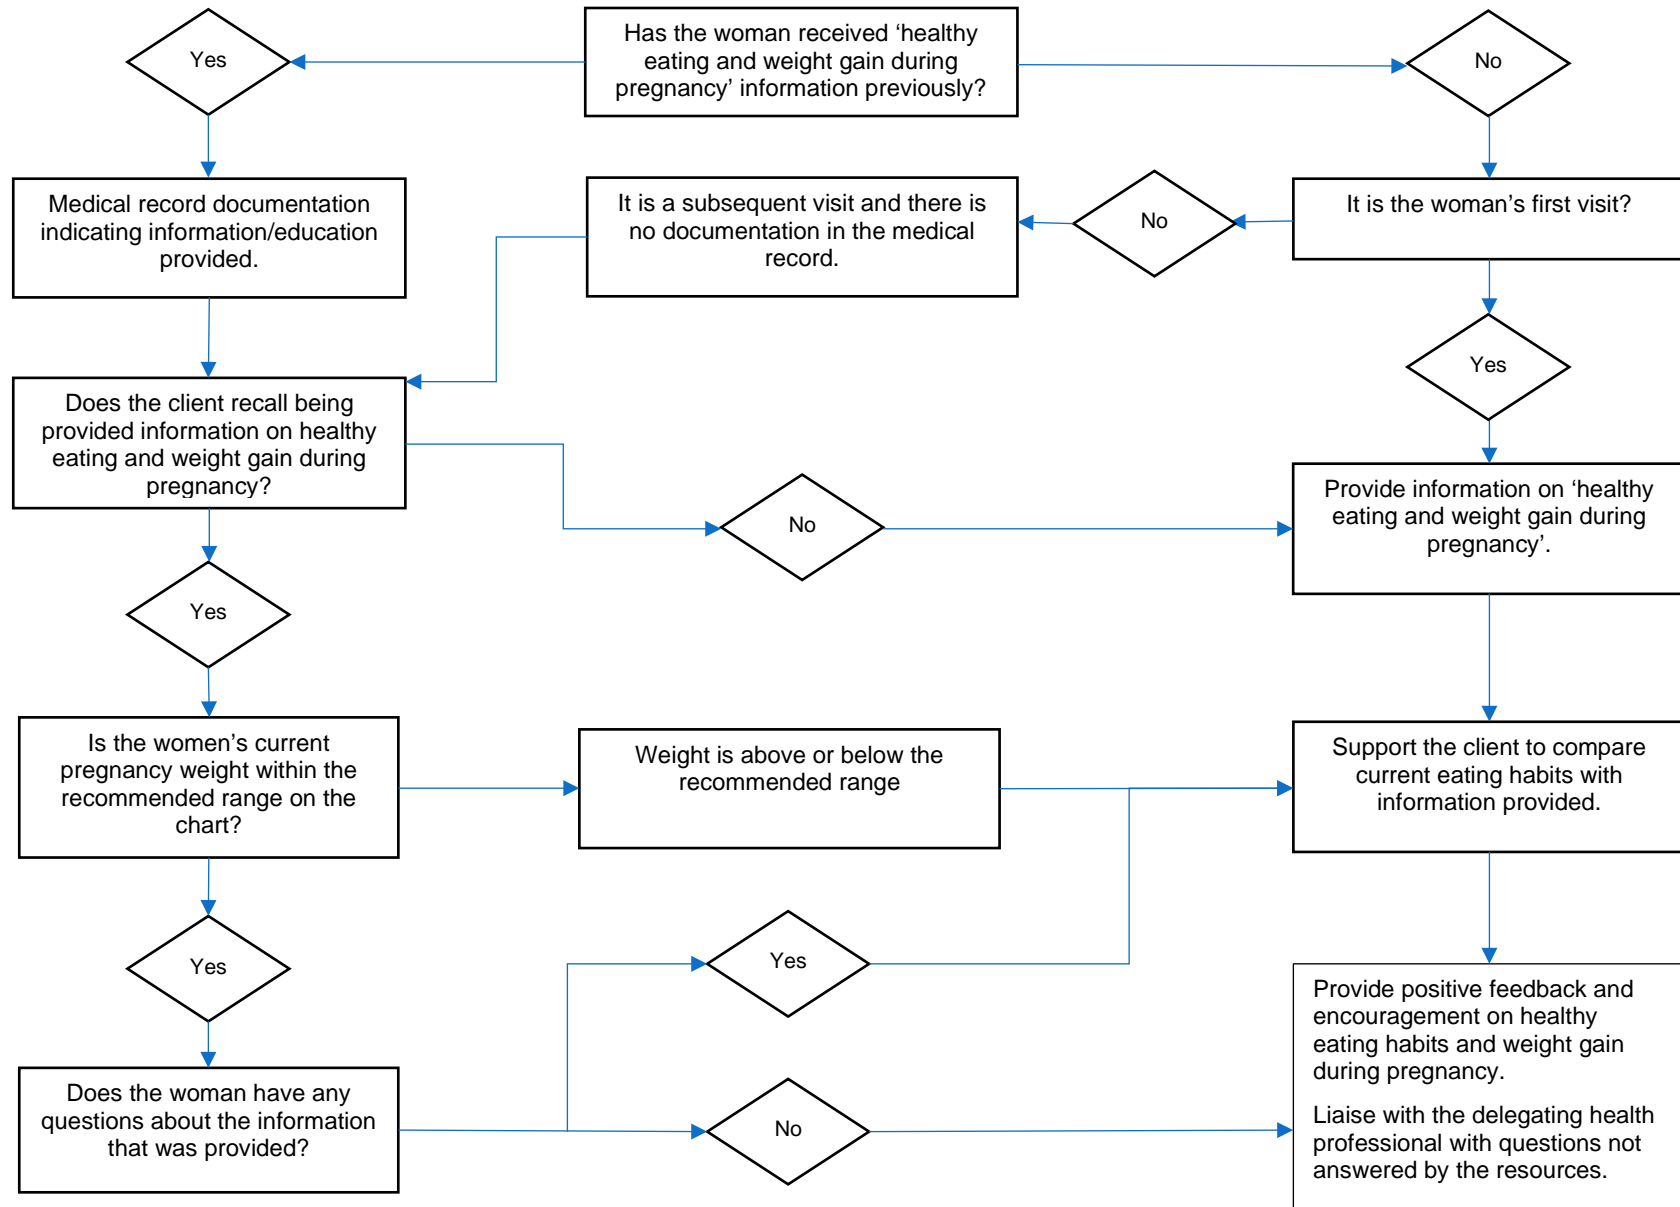 Yes
Has the woman received ‘healthy
eating and weight gain during
pregnancy’ information previously?
No
Medical record documentation
indicating information/education
provided.
It is a subsequent visit and there is
no documentation in the medical
record.
No
It is the woman’s first visit?
Yes
Does the client recall being
provided information on healthy
eating and weight gain during
pregnancy?
No
Provide information on ‘healthy
eating and weight gain during
pregnancy’.
Yes
Is the women’s current
pregnancy weight within the
recommended range on the
chart?
Weight is above or below the
recommended range
Support the client to compare
current eating habits with
information provided.
Yes
Yes
Provide positive feedback and
encouragement on healthy
eating habits and weight gain
during pregnancy.
Liaise with the delegating health
professional with questions not
answered by the resources.
Does the woman have any
questions about the information
that was provided?
No